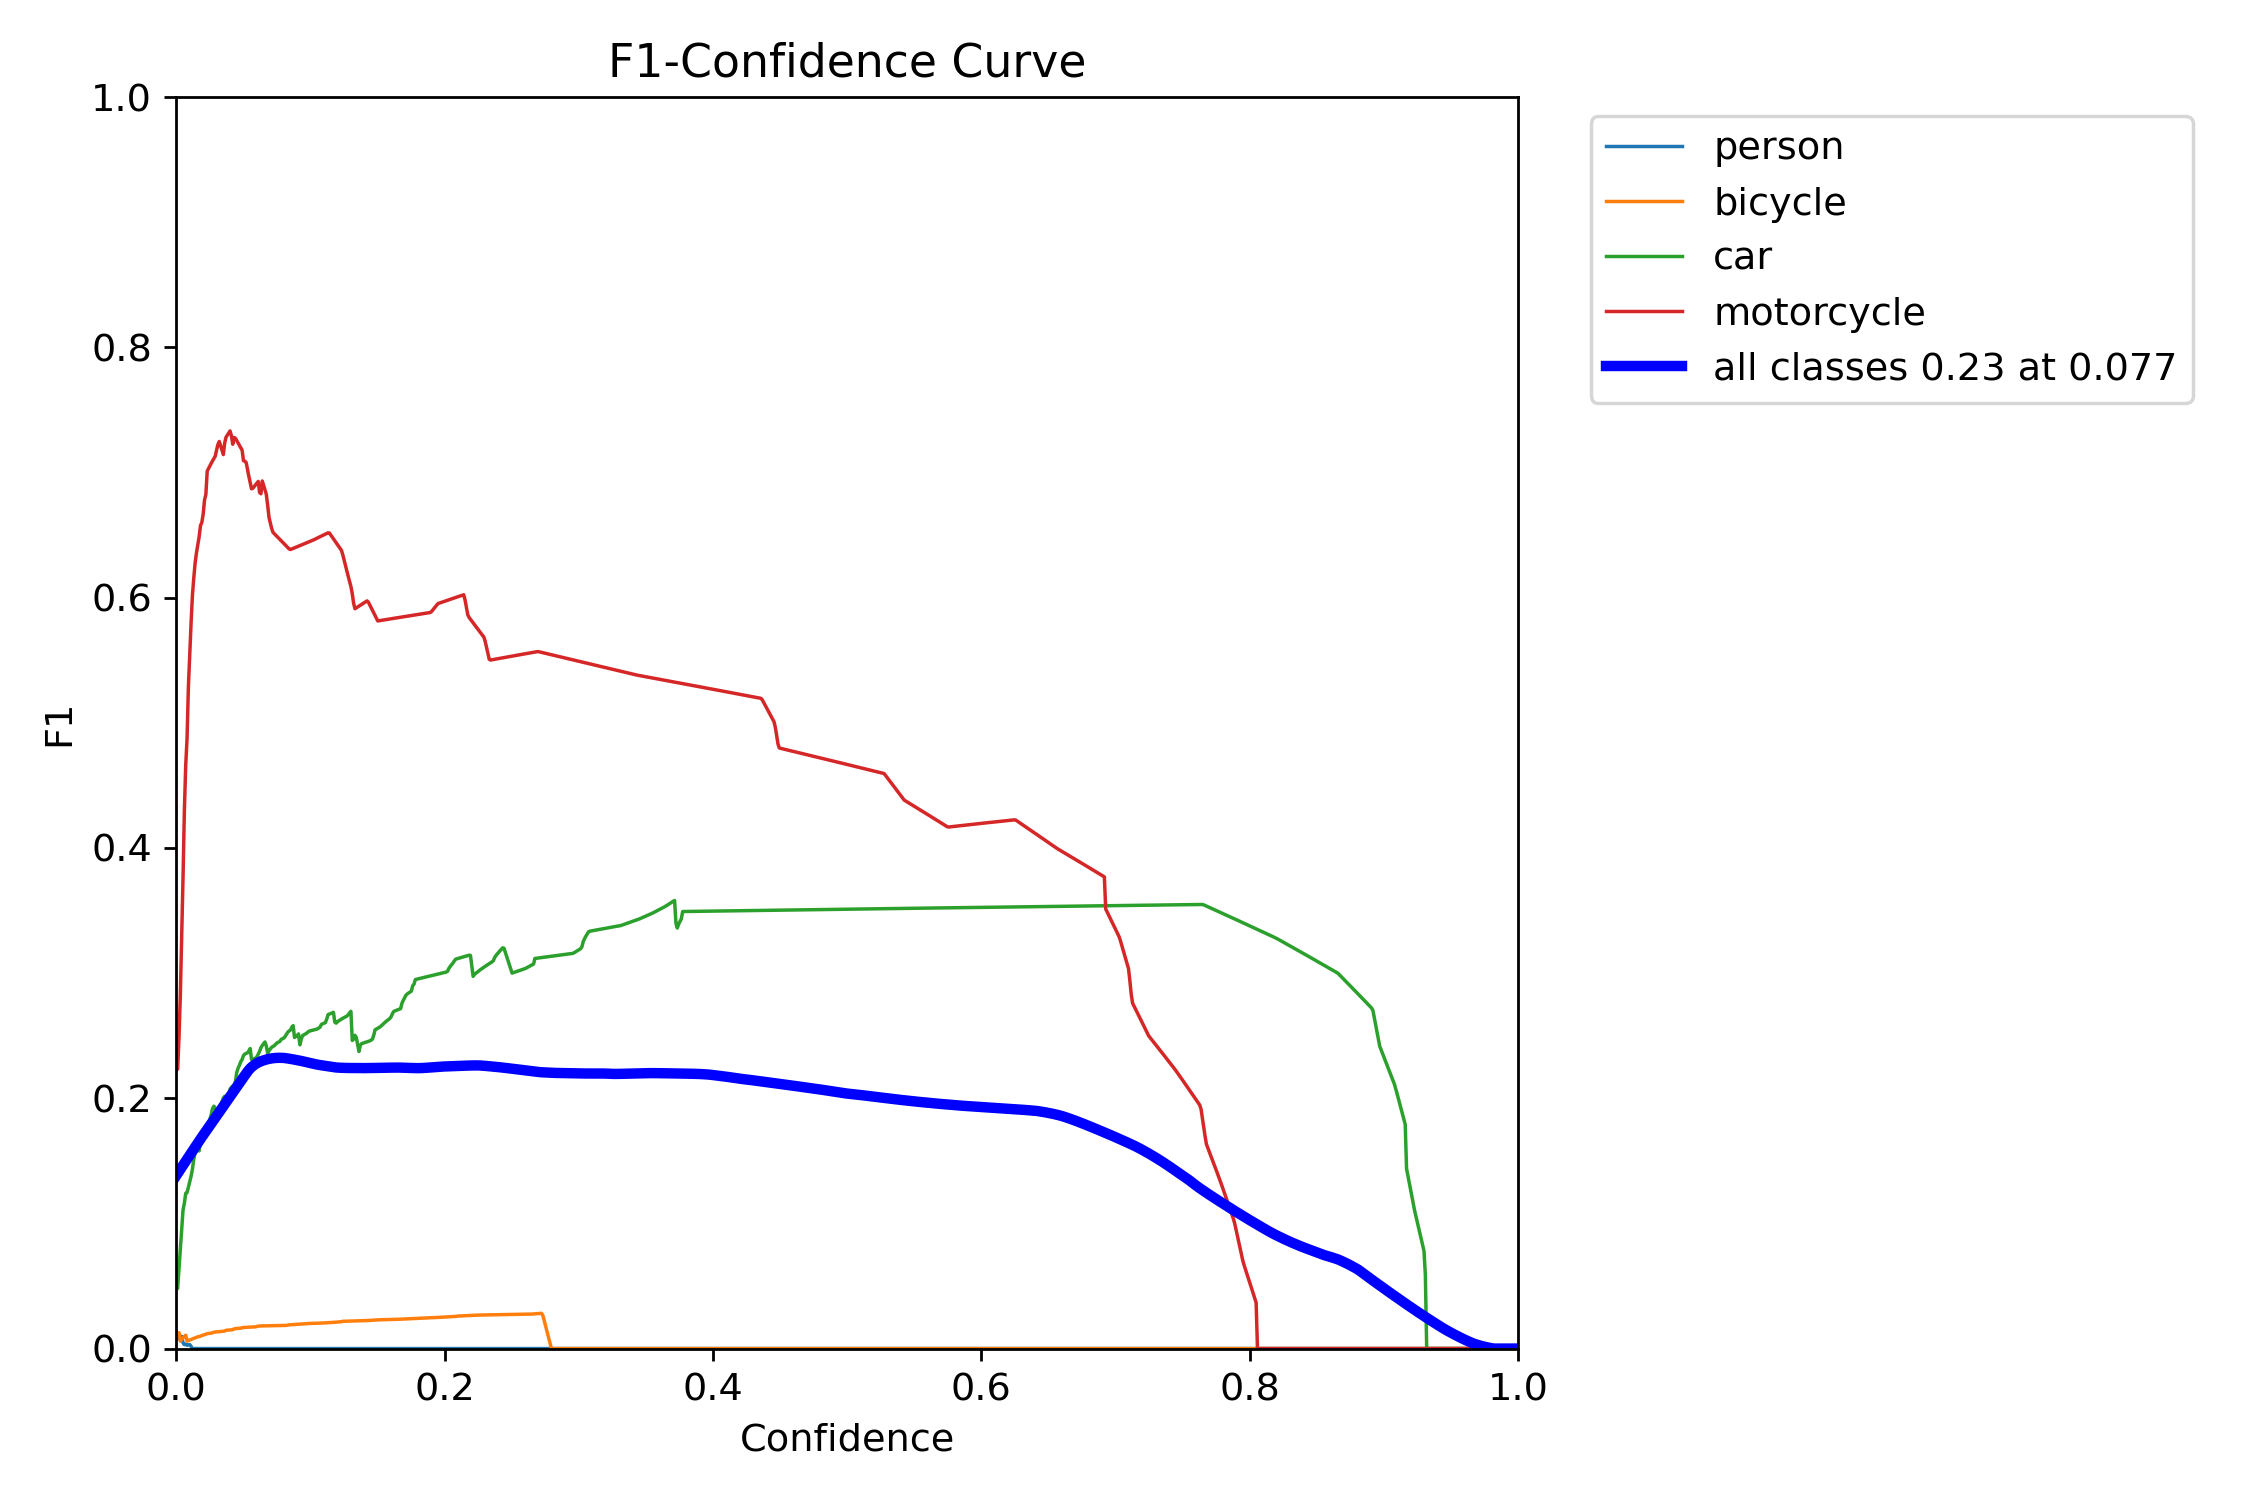 F1-Confidence Curve
1.0
0.8
0.6
0.4
0.2
0.0
F1
0.0 0.2 0.4 0.6 0.8 1.0
Confidence
person
bicycle
car
motorcycle
all classes 0.23 at 0.077